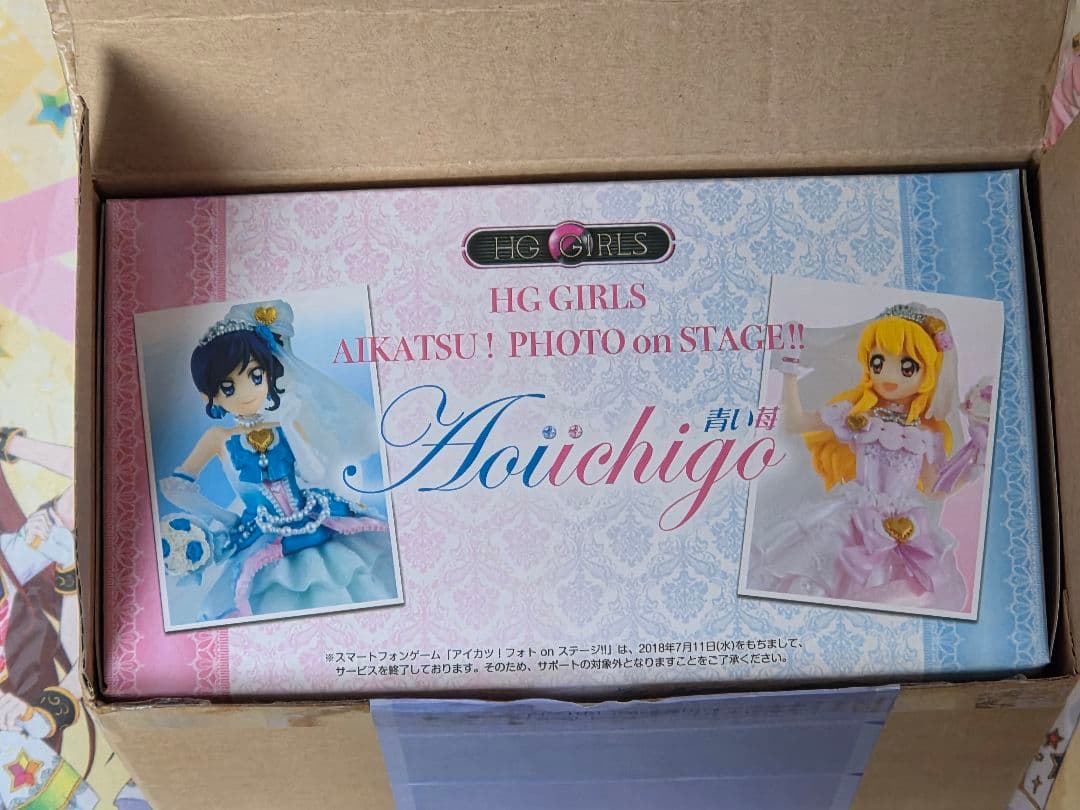 HG GIRLS
HG GIRLS
AIKATSU! PHOTO on STAGE!!
青い苺
Aoiichigo
※スマートフォンゲーム「アイカツ!フォト on ステージ!!」は、2018年7月11日(水)をもちまして、
サービスを終了しております。そのため、サポートの対象外となりますことをご了承ください。